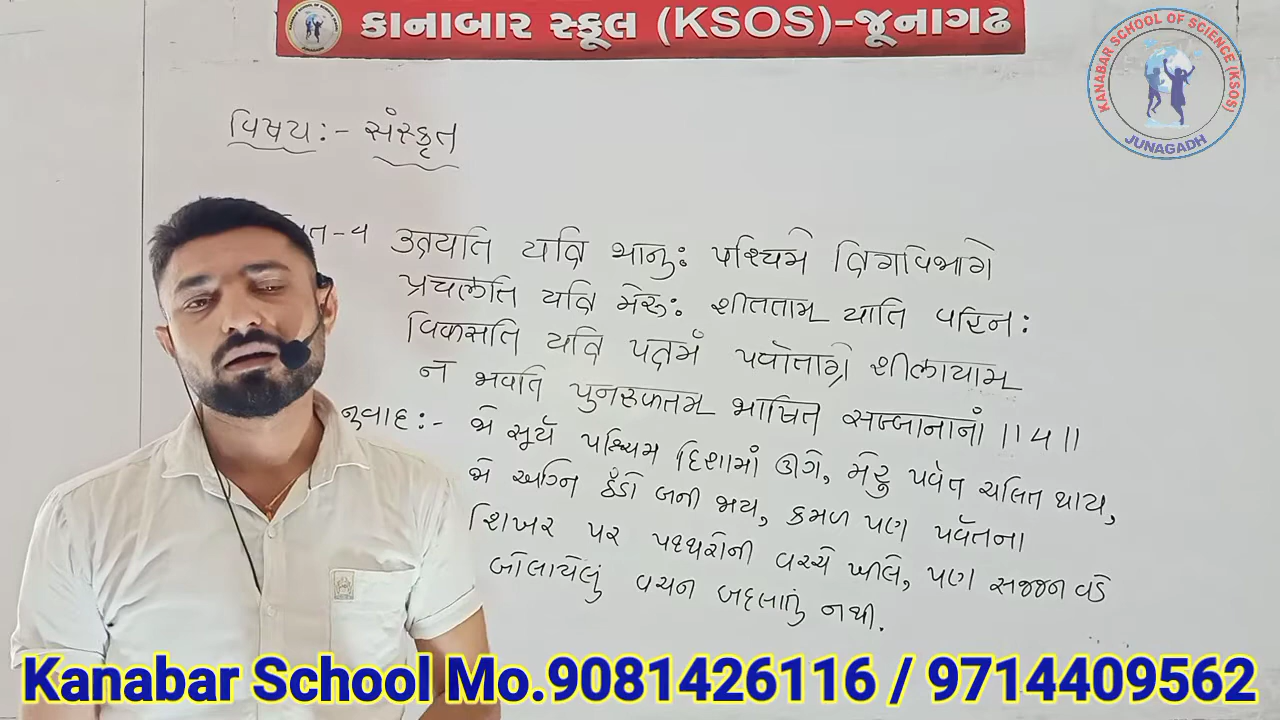 કાનાબાર સ્કૂલ (KSOS)-જૂનાગઢ
KANABAR SCHOOL OF SCIENCE (KSOS)
JUNAGADH
વિષય:- સંસ્કૃત
उदयति यदि भानुः पश्चिमे दिगविभागे
प्रचलति यदि मेरुः शीतताम् याति वह्निः
विकसति यदि पद्मं पर्वताग्रे शीलायाम्
न भवति पुनरुक्तम् भाषितं सज्जनानां ॥५॥
નુવાદ:- જો સૂર્ય પશ્ચિમ દિશામાં ઊગે, મેરુ પર્વત ચલિત થાય,
જો અગ્નિ ઠંડો બની જાય, કમળ પણ પર્વતના
શિખર પર પથ્થરોની વચ્ચે ખીલે, પણ સજ્જન વડે
બોલાયેલું વચન બદલાતું નથી.
Kanabar School Mo.9081426116 / 9714409562